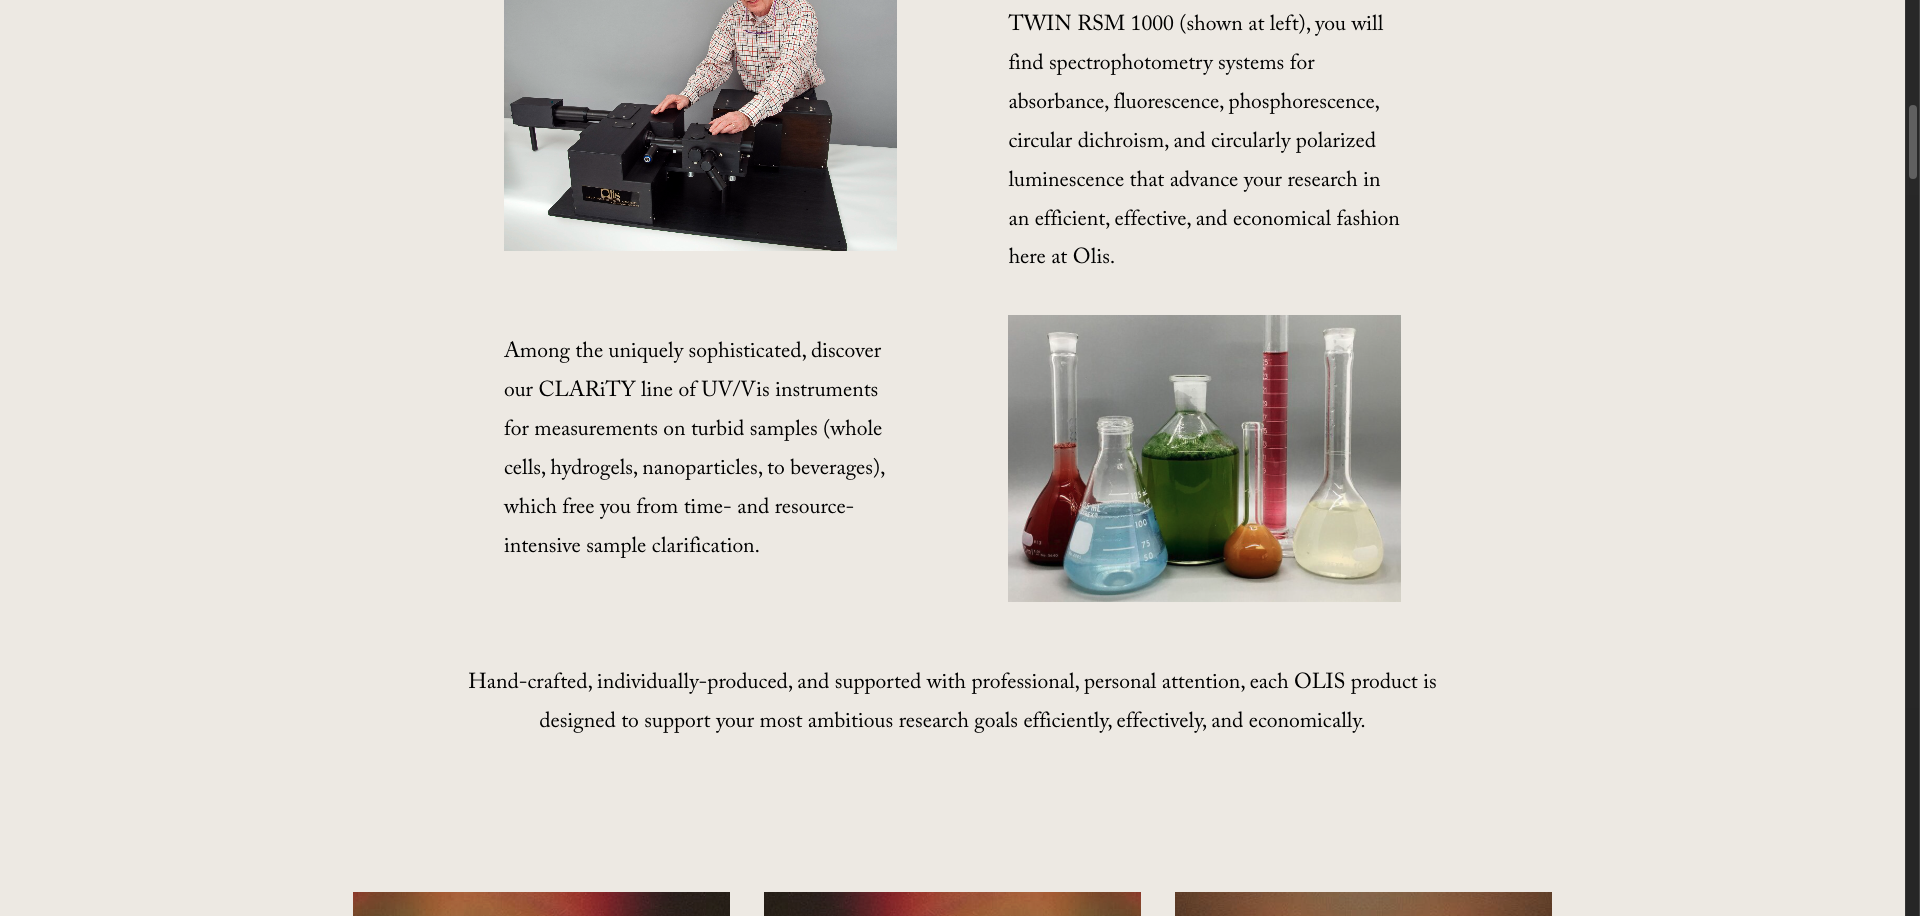 TWIN RSM 1000 (shown at left), you will
find spectrophotometry systems for
absorbance, fluorescence, phosphorescence,
circular dichroism, and circularly polarized
luminescence that advance your research in
an efficient, effective, and economical fashion
here at Olis.
Olis
Among the uniquely sophisticated, discover
our CLARiTY line of UV/Vis instruments
for measurements on turbid samples (whole
cells, hydrogels, nanoparticles, to beverages),
which free you from time- and resource-
intensive sample clarification.
100
75
50
Hand-crafted, individually-produced, and supported with professional, personal attention, each OLIS product is
designed to support your most ambitious research goals efficiently, effectively, and economically.